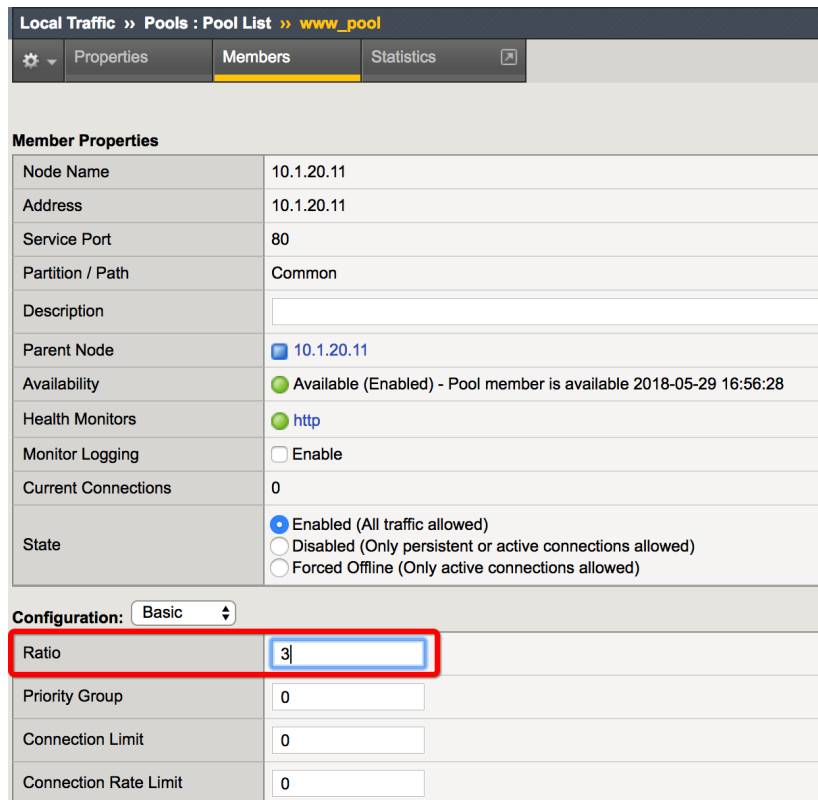 Local Traffic ›› Pools : Pool List ›› www_pool
Properties Members Statistics
Member Properties
Node Name 10.1.20.11
Address 10.1.20.11
Service Port 80
Partition / Path Common
Description
Parent Node 10.1.20.11
Availability Available (Enabled) - Pool member is available 2018-05-29 16:56:28
Health Monitors http
Monitor Logging Enable
Current Connections 0
State Enabled (All traffic allowed)
Disabled (Only persistent or active connections allowed)
Forced Offline (Only active connections allowed)
Configuration: Basic
Ratio 3
Priority Group 0
Connection Limit 0
Connection Rate Limit 0